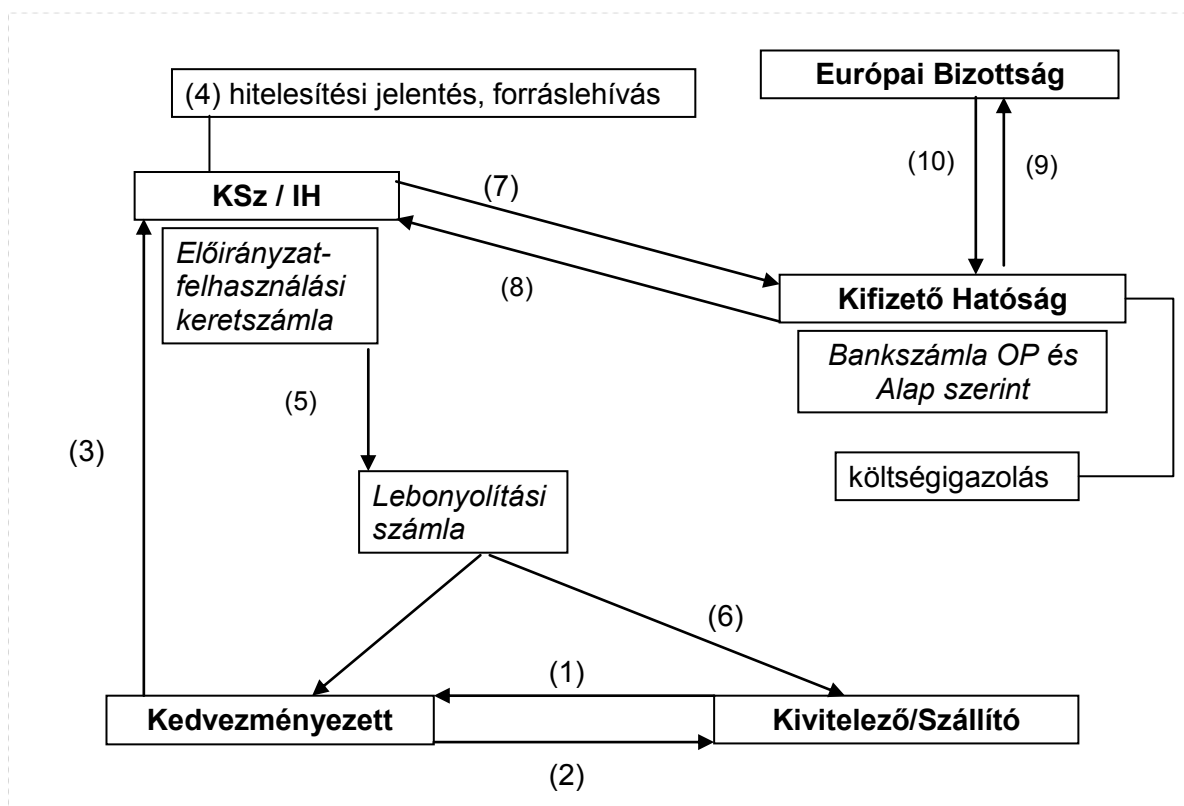 Európai Bizottság
(4) hitelesítési jelentés, forráslehívás
(10)
(9)
KSz / IH
(7)
Előirányzat-
felhasználási
keretszámla
(8)
Kifizető Hatóság
Bankszámla OP és
Alap szerint
(5)
(3)
költségigazolás
Lebonyolítási
számla
(6)
(1)
Kedvezményezett
Kivitelező/Szállító
(2)